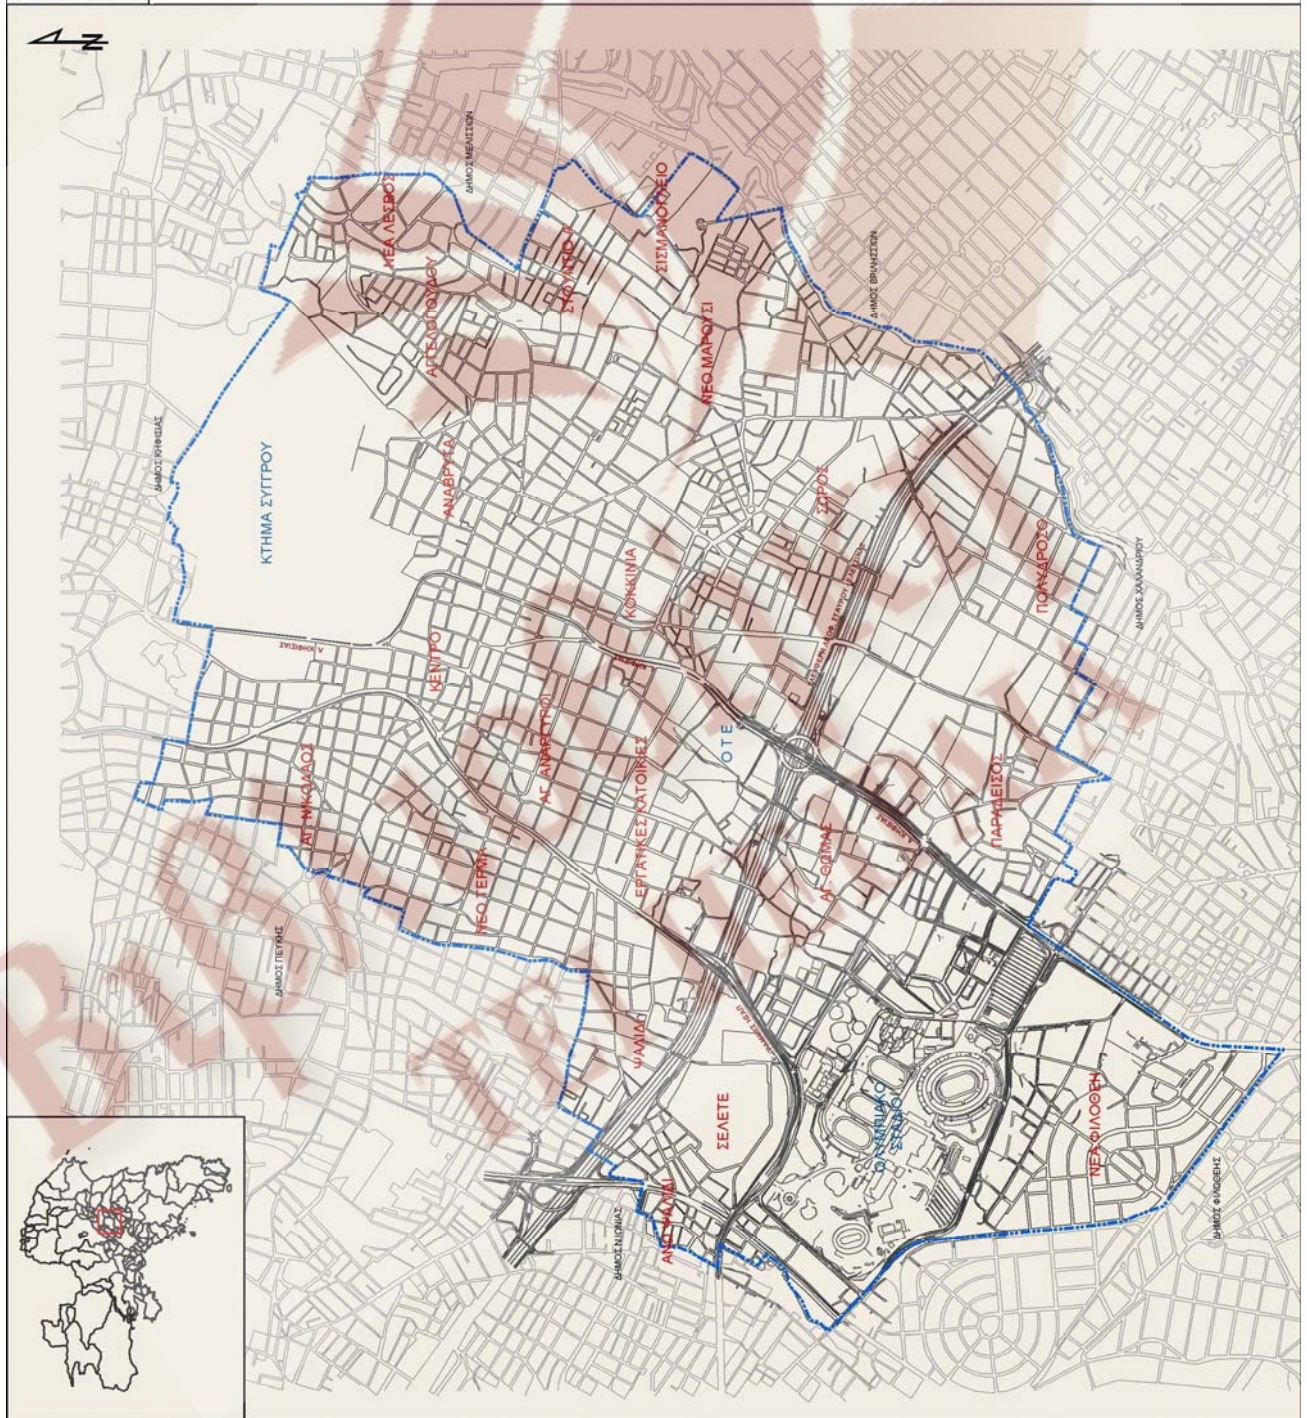 N
ΔΗΜΟΣ ΚΗΦΙΣΙΑΣ
ΔΗΜΟΣ ΜΕΛΙΣΣΙΩΝ
ΚΤΗΜΑ ΣΥΓΓΡΟΥ
ΝΕΑ ΛΕΣΒΟΣ
ΑΓΓΕΛΟΠΟΥΛΟΥ
ΣΙΣΜΑΝΟΓΛΕΙΟ
ΝΕΟ ΜΑΡΟΥΣΙ
ΔΗΜΟΣ ΒΡΙΛΗΣΣΙΩΝ
ΑΝΑΒΡΥΤΑ
Λ. ΚΗΦΙΣΙΑΣ
ΚΕΝΤΡΟ
ΚΟΚΚΙΝΙΑ
ΣΩΡΟΣ
ΠΟΛΥΔΡΟΣΟ
ΔΗΜΟΣ ΧΑΛΑΝΔΡΙΟΥ
ΑΓ. ΝΙΚΟΛΑΟΣ
ΑΓ. ΑΝΑΡΓΥΡΟΙ
ΕΡΓΑΤΙΚΕΣ ΚΑΤΟΙΚΙΕΣ
ΟΤΕ
ΝΕΟ ΤΕΡΜΑ
ΔΗΜΟΣ ΠΕΥΚΗΣ
ΑΓ. ΘΩΜΑΣ
Λ. ΚΗΦΙΣΙΑΣ
ΠΑΡΑΔΕΙΣΟΣ
ΨΑΛΙΔΙ
ΣΕΛΕΤΕ
ΑΝΩ ΨΑΛΙΔΙ
ΔΗΜΟΣ Ν.ΙΩΝΙΑΣ
ΟΛΥΜΠΙΑΚΟ
ΣΤΑΔΙΟ
ΝΕΑ ΦΙΛΟΘΕΗ
ΔΗΜΟΣ ΦΙΛΟΘΕΗΣ